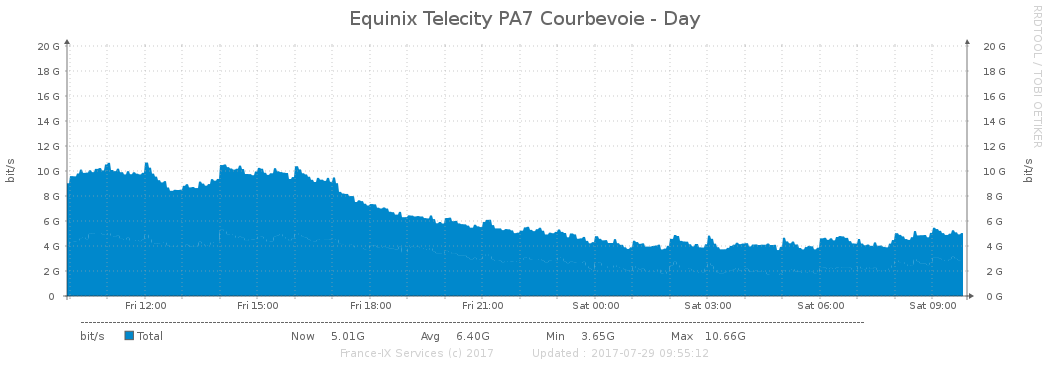 Equinix Telecity PA7 Courbevoie - Day
RRDTOOL / TOBI OETIKER
bit/s
bit/s
20 G 20 G
18 G 18 G
16 G 16 G
14 G 14 G
12 G 12 G
10 G 10 G
8 G 8 G
6 G 6 G
4 G 4 G
2 G 2 G
0 0 G
Fri 12:00 Fri 15:00 Fri 18:00 Fri 21:00 Sat 00:00 Sat 03:00 Sat 06:00 Sat 09:00
bit/s Total Now 5.01G Avg 6.40G Min 3.65G Max 10.66G
France-IX Services (c) 2017 Updated : 2017-07-29 09:55:12